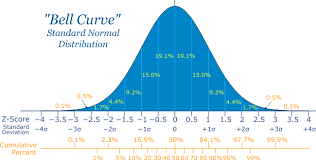 "Bell Curve"
Standard Normal
Distribution
19.1% 19.1%
15.0% 15.0%
9.2% 9.2%
0.5% 4.4% 4.4% 0.5%
0.1% 1.7% 1.7% 0.1%
Z-Score -4 -3.5 -3 -2.5 -2 -1.5 -1 -0.5 0 0.5 1 1.5 2 2.5 3 3.5 4
Standard
Deviation -4σ -3σ -2σ -1σ 0 +1σ +2σ +3σ +4σ
Cumulative
Percent 0.1% 2.3% 15.9% 50% 84.1% 97.7% 99.9%
1% 5% 10 20 30 40 50 60 70 80 90 95% 99%